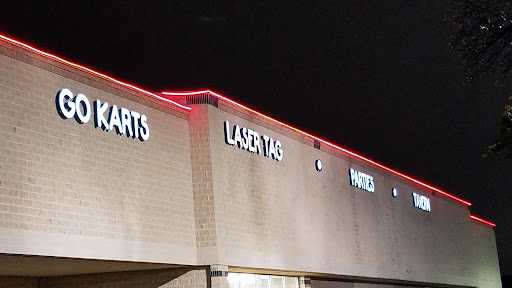 GO KARTS
LASER TAG • PARTIES • TAVERN